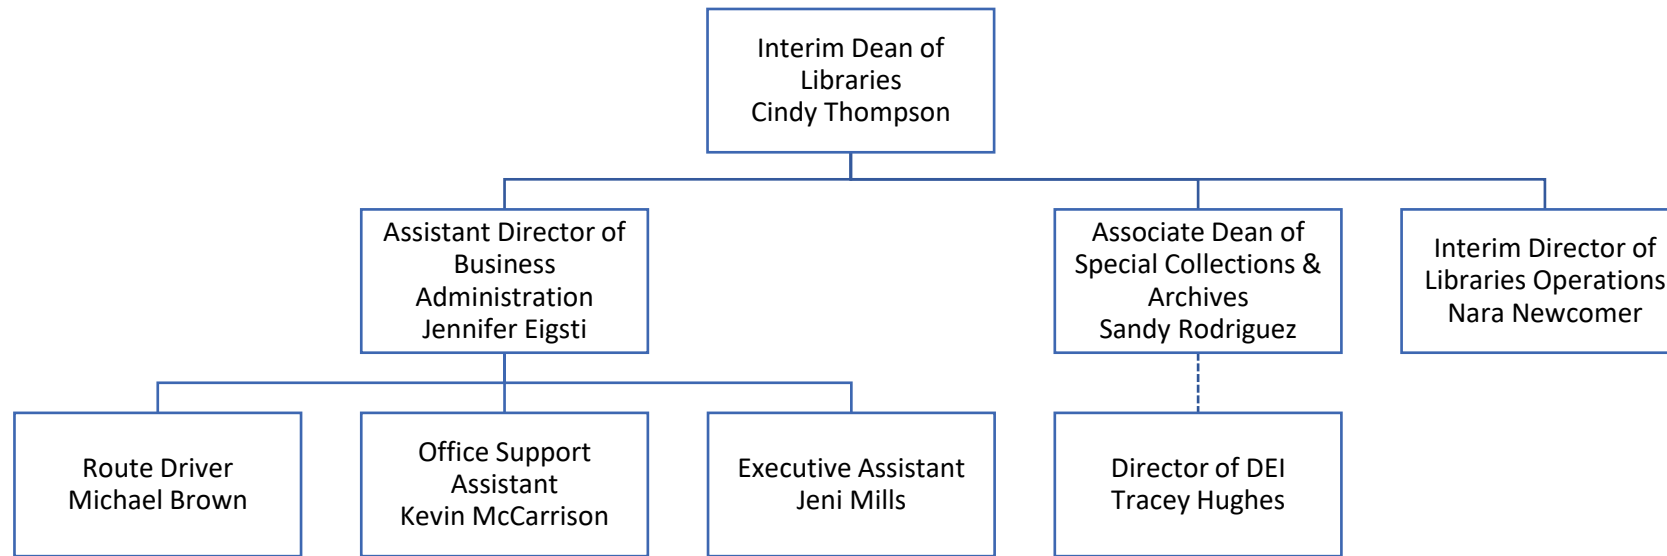 Interim Dean of
Libraries
Cindy Thompson
Assistant Director of
Business
Administration
Jennifer Eigsti
Associate Dean of
Special Collections &
Archives
Sandy Rodriguez
Interim Director of
Libraries Operations
Nara Newcomer
Route Driver
Michael Brown
Office Support
Assistant
Kevin McCarrison
Executive Assistant
Jeni Mills
Director of DEI
Tracey Hughes